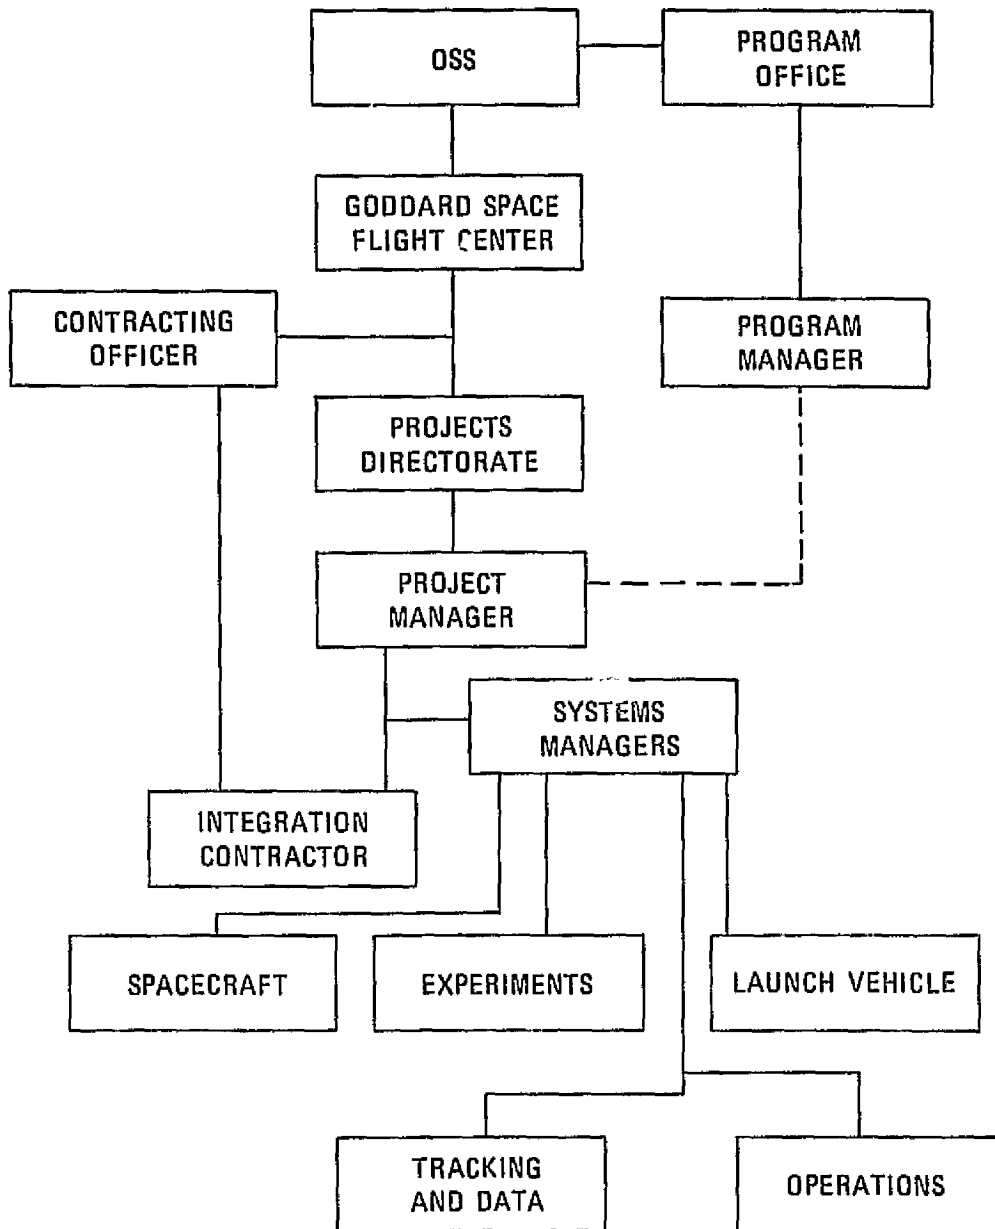 OSS
PROGRAM
OFFICE
GODDARD SPACE
FLIGHT CENTER
CONTRACTING
OFFICER
PROGRAM
MANAGER
PROJECTS
DIRECTORATE
PROJECT
MANAGER
SYSTEMS
MANAGERS
INTEGRATION
CONTRACTOR
SPACECRAFT
EXPERIMENTS
LAUNCH VEHICLE
TRACKING
AND DATA
OPERATIONS